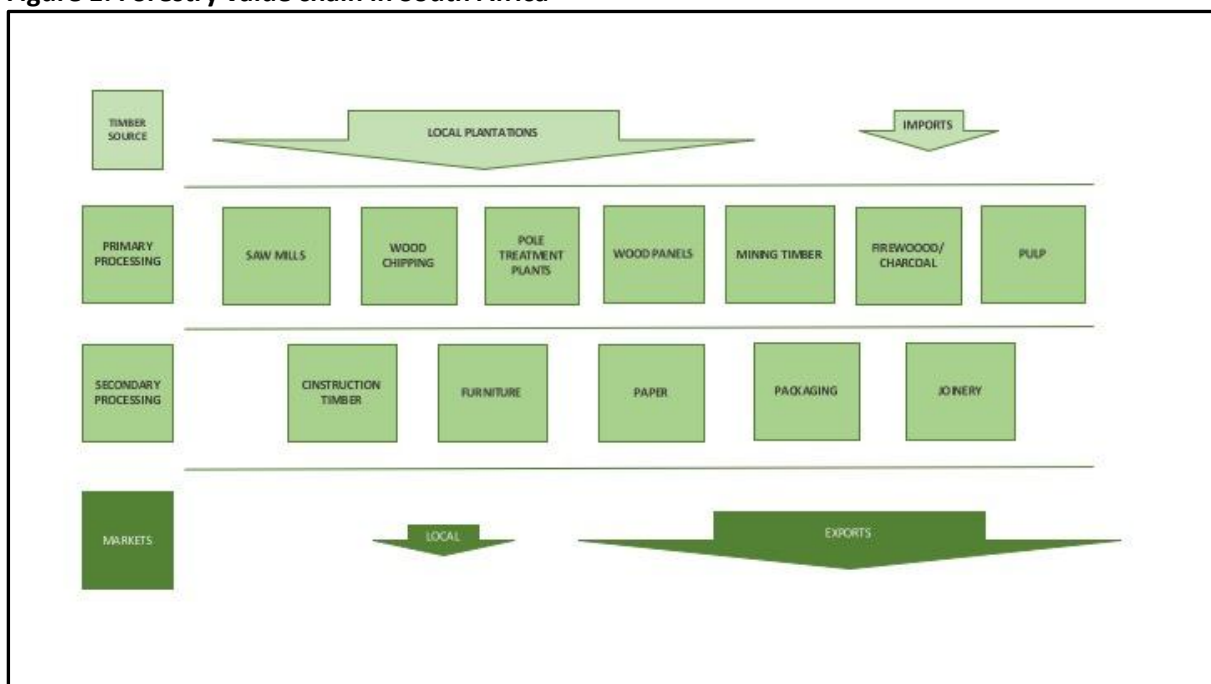 Figure Forestry value chain in South Africa
TIMBER
SOURCE
LOCAL PLANTATIONS
IMPORTS
PRIMARY
PROCESSING
SAW MILLS
WOOD
CHIPPING
POLE
TREATMENT
PLANTS
WOOD PANELS
MINING TIMBER
FIREWOOOD/
CHARCOAL
PULP
SECONDARY
PROCESSING
CINSTRUCTION
TIMBER
FURNITURE
PAPER
PACKAGING
JOINERY
MARKETS
LOCAL
EXPORTS